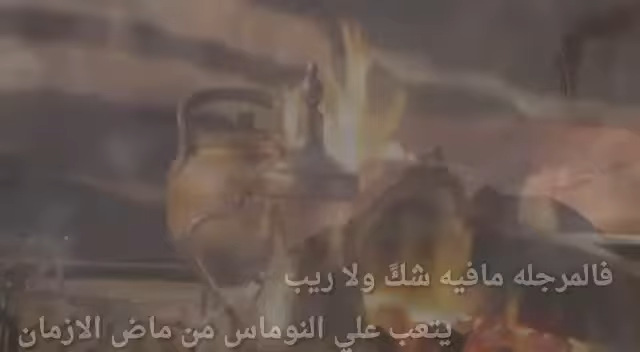 فالمرجله مافيه شكٍّ ولا ريب
يتعب علي النوماس من ماض الازمان